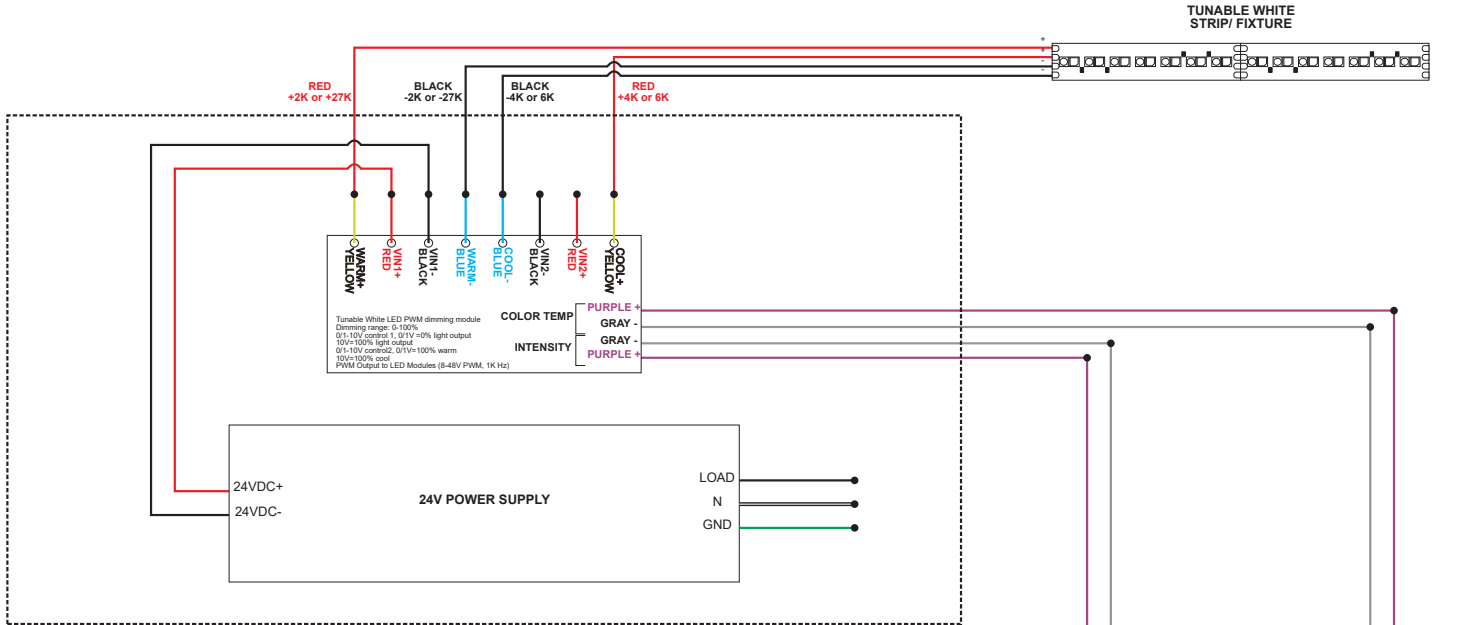 TUNABLE WHITE
STRIP/ FIXTURE
+
+
-
-
RED
+2K or +27K
BLACK
-2K or -27K
BLACK
-4K or 6K
RED
+4K or 6K
WARM+
YELLOW
VIN1+
RED
VIN1-
BLACK
WARM-
BLUE
COOL-
BLUE
VIN2-
BLACK
VIN2+
RED
COOL+
YELLOW
COLOR TEMP
PURPLE +
GRAY -
INTENSITY
GRAY -
PURPLE +
Tunable White LED PWM dimming module
Dimming range: 0-100%
0/1-10V control 1, 0/1V =0% light output
10V=100% light output
0/1-10V control2, 0/1V=100% warm
10V=100% cool
PWM Output to LED Modules (8-48V PWM, 1K Hz)
24VDC+
24VDC-
24V POWER SUPPLY
LOAD
N
GND